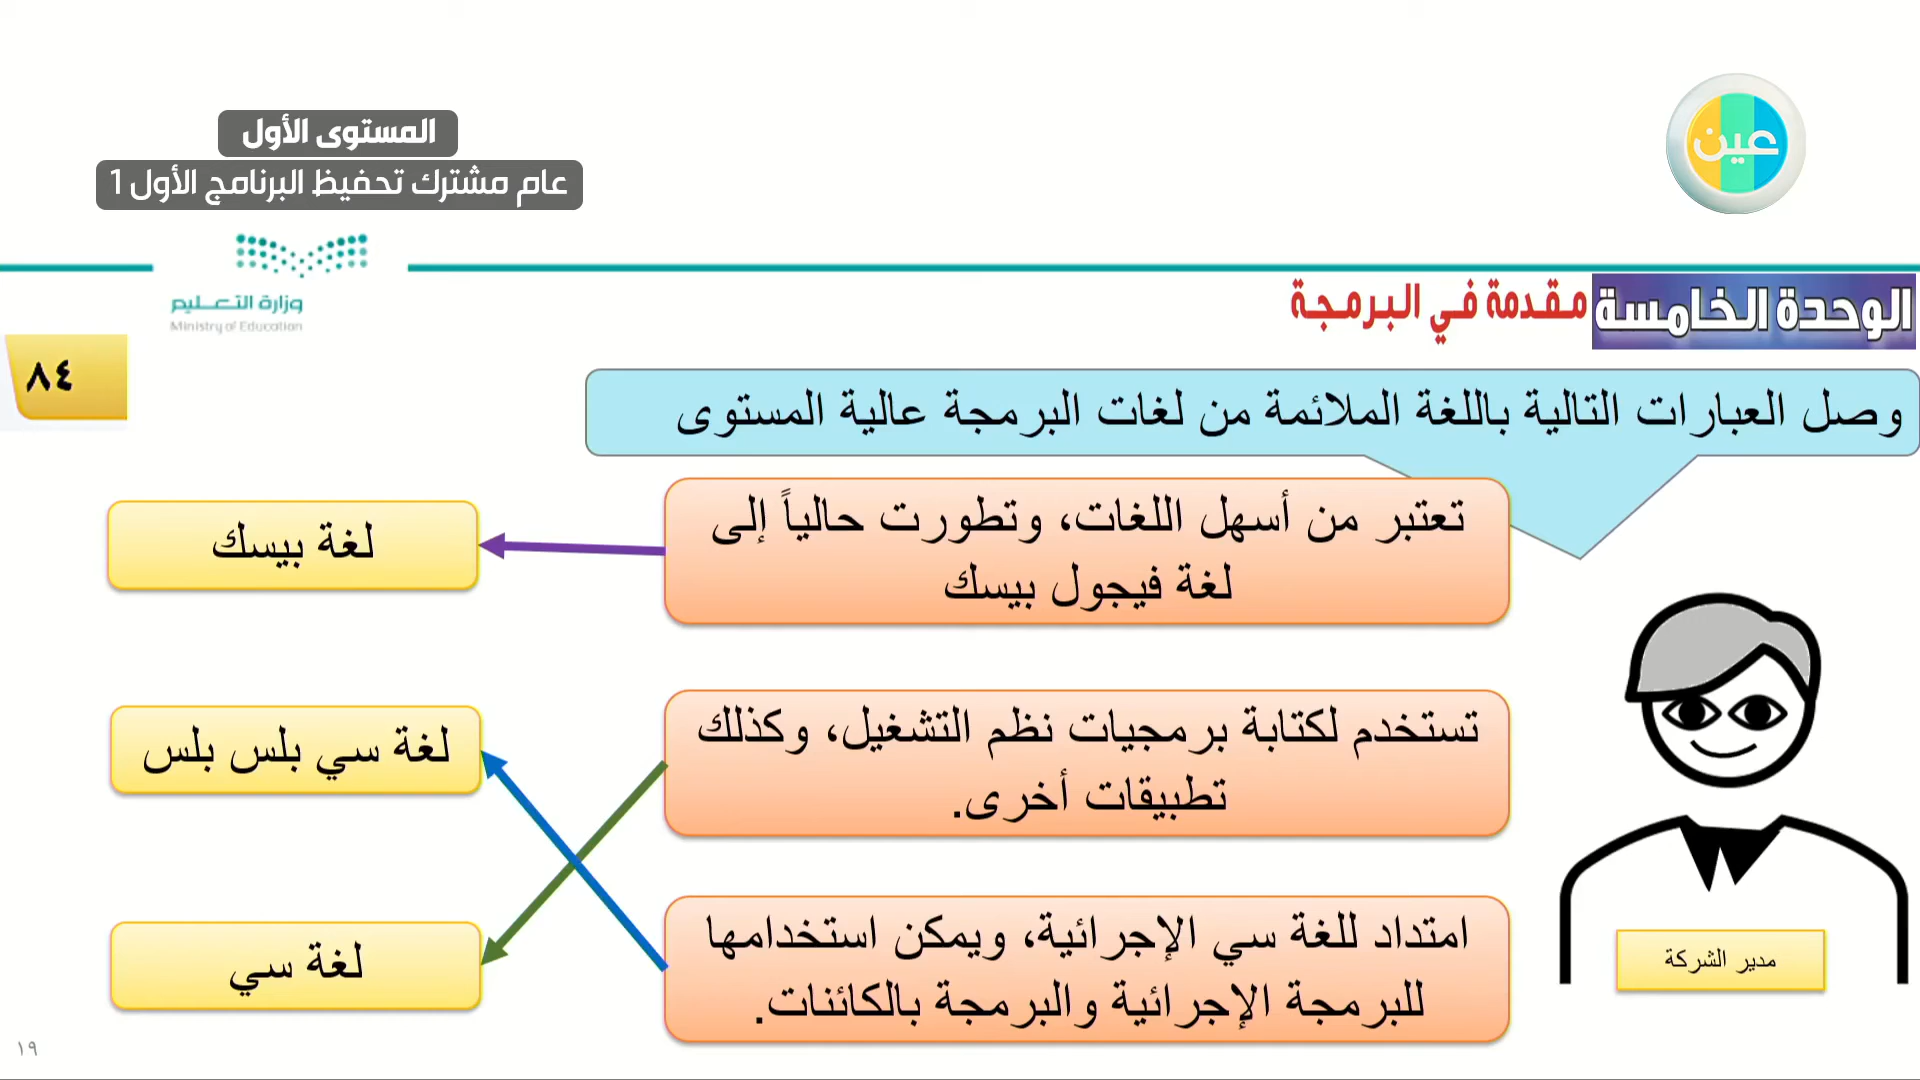 المستوى الأول
عام مشترك تحفيظ البرنامج الأول 1
عين
وزارة التعليم
Ministry of Education
الوحدة الخامسة
مقدمة في البرمجة
٨٤
وصل العبارات التالية باللغة الملائمة من لغات البرمجة عالية المستوى
تعتبر من أسهل اللغات، وتطورت حالياً إلى
لغة فيجول بيسك
لغة بيسك
تستخدم لكتابة برمجيات نظم التشغيل، وكذلك
تطبيقات أخرى.
لغة سي بلس بلس
امتداد للغة سي الإجرائية، ويمكن استخدامها
للبرمجة الإجرائية والبرمجة بالكائنات.
لغة سي
مدير الشركة
١٩